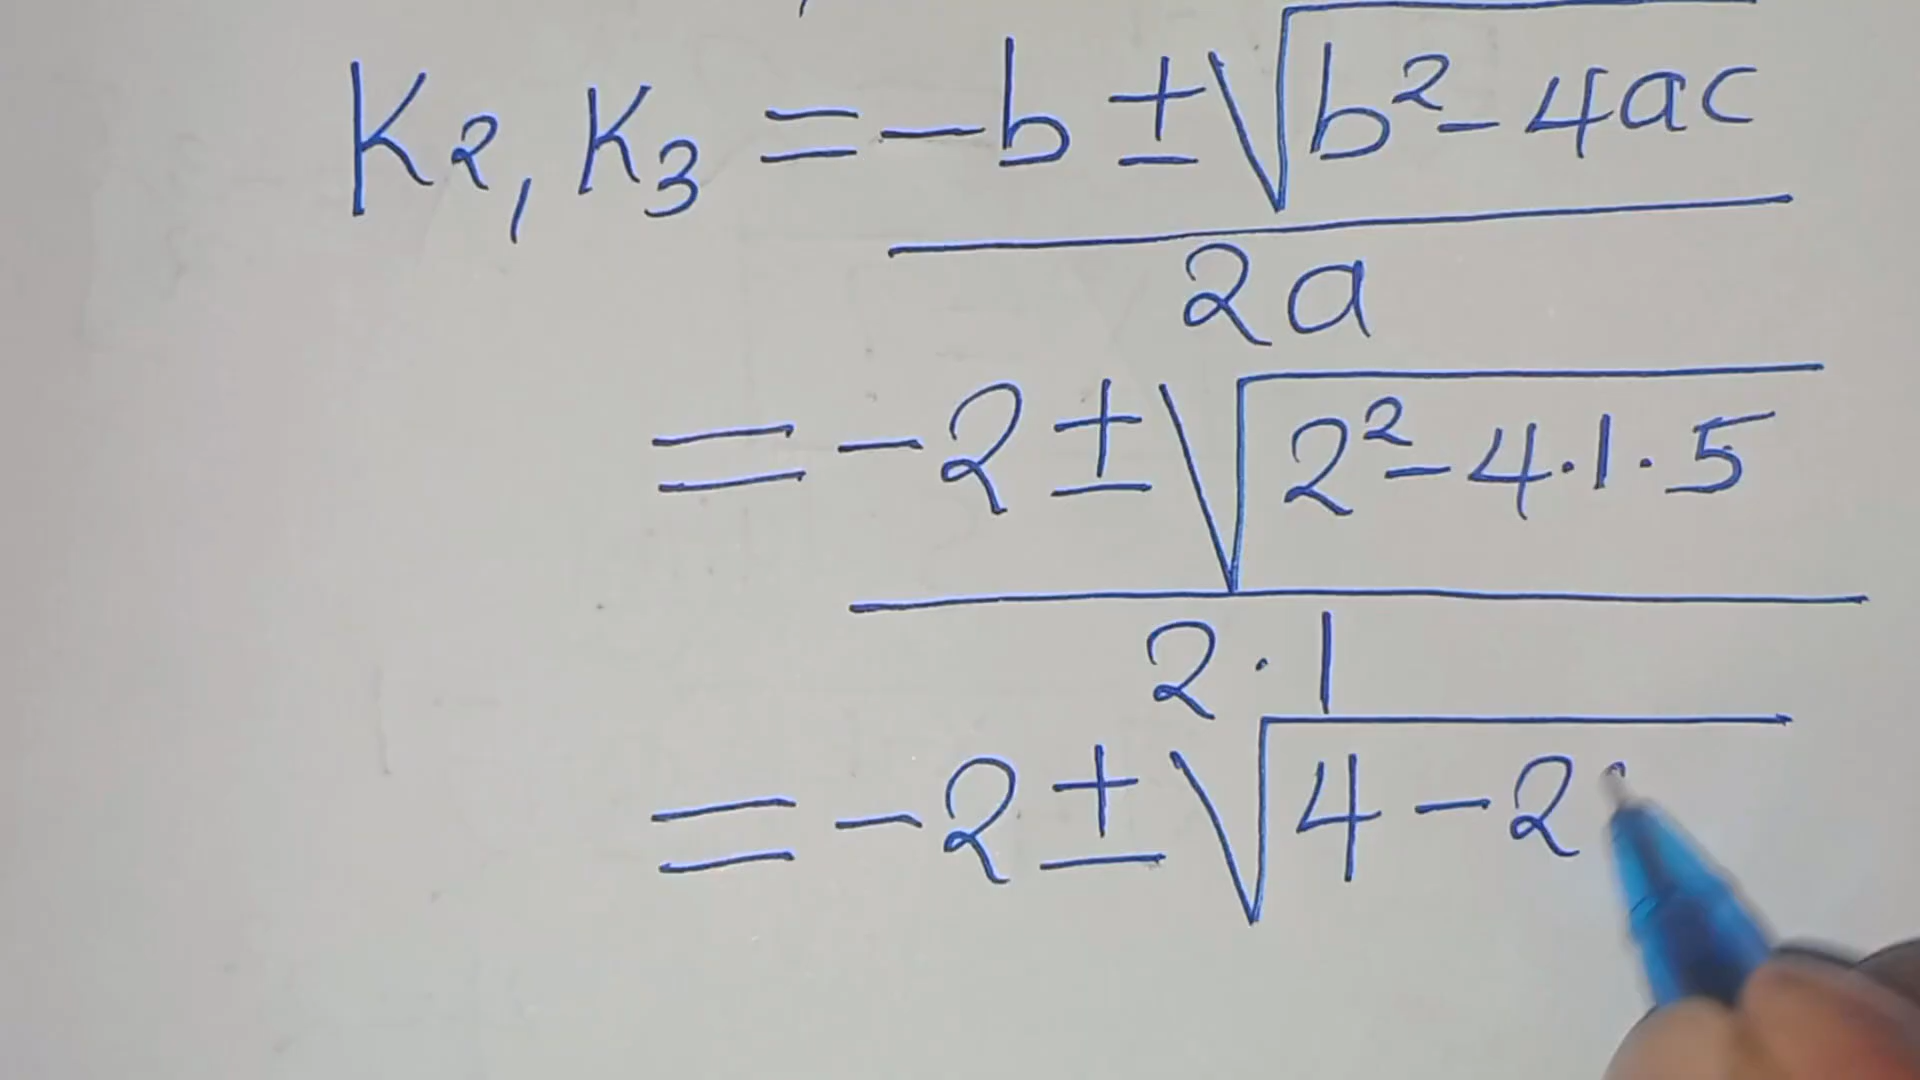 K₂, K₃ = -b ± √(b² - 4ac)
2a
= -2 ± √(2² - 4·1·5)
2·1
= -2 ± √(4 - 2